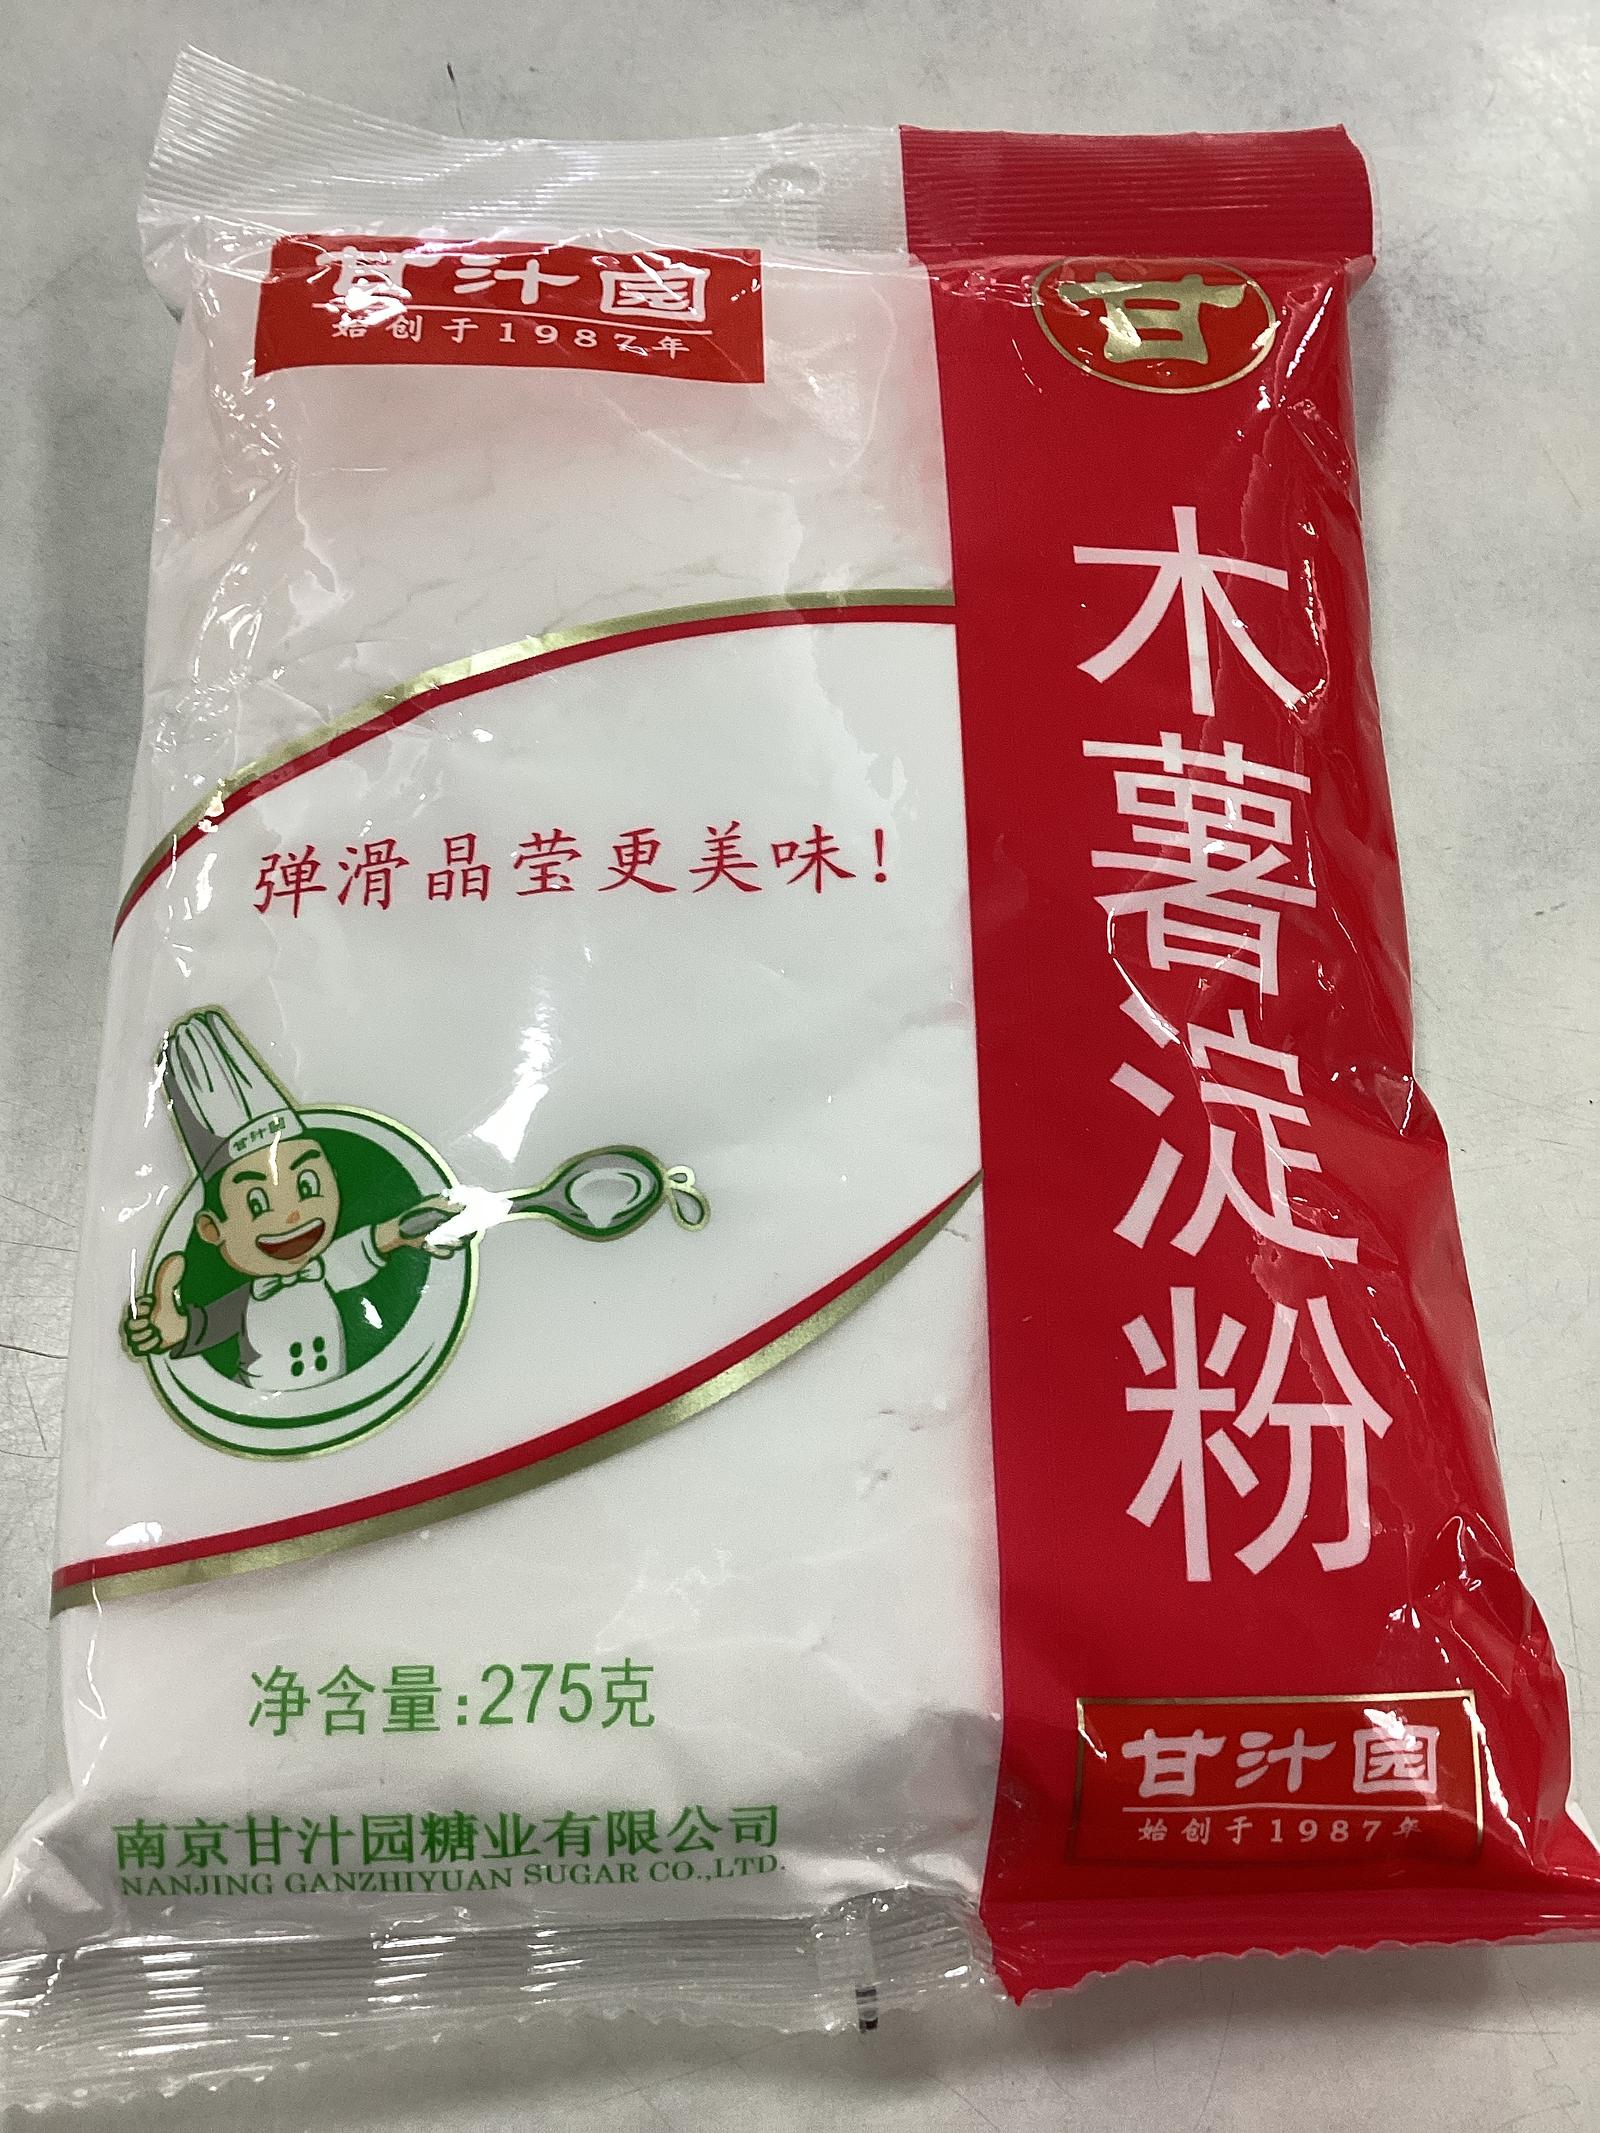 甘汁园
始创于1987年
甘
木薯淀粉
弹滑晶莹更美味！
甘汁园
净含量:275克
甘汁园
始创于1987年
南京甘汁园糖业有限公司
NANJING GANZHIYUAN SUGAR CO.,LTD.